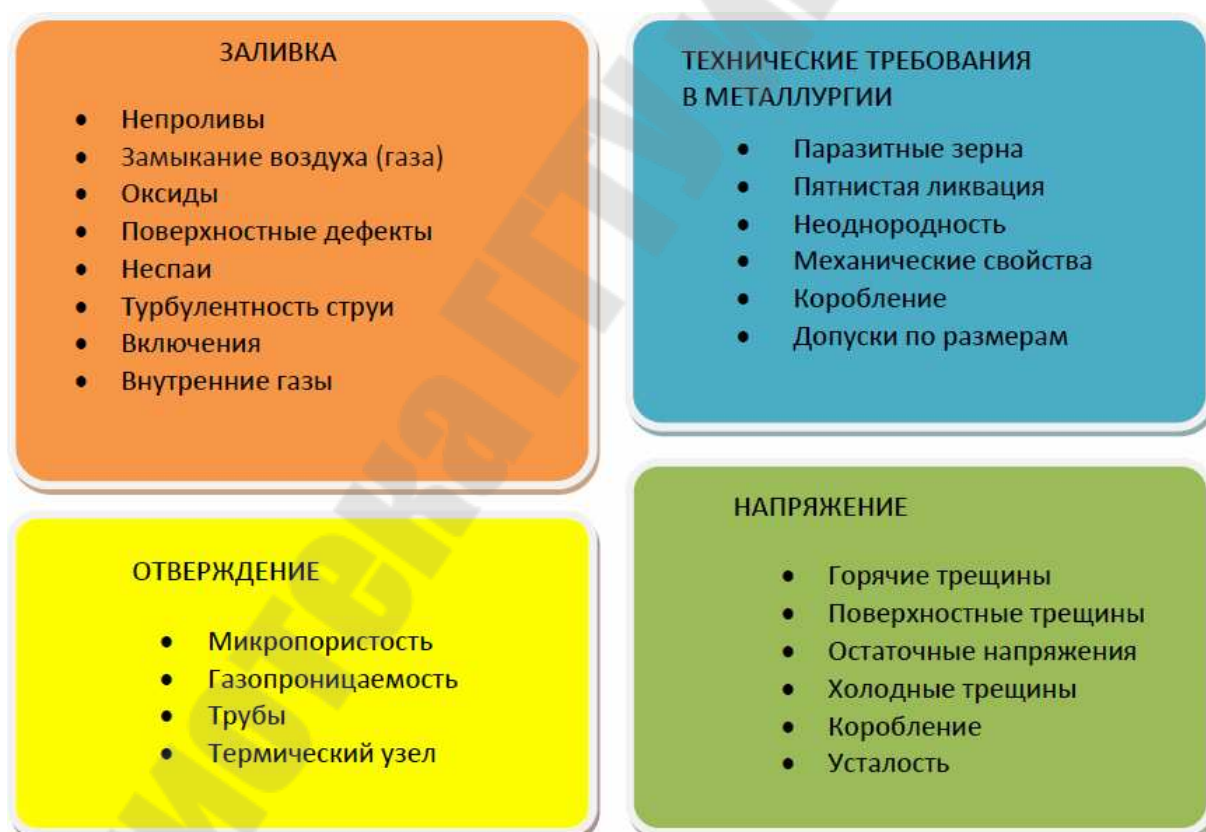 ЗАЛИВКА
• Непроливы
• Замыкание воздуха (газа)
• Оксиды
• Поверхностные дефекты
• Неспаи
• Турбулентность струи
• Включения
• Внутренние газы
ТЕХНИЧЕСКИЕ ТРЕБОВАНИЯ
В МЕТАЛЛУРГИИ
• Паразитные зерна
• Пятнистая ликвация
• Неоднородность
• Механические свойства
• Коробление
• Допуски по размерам
ОТВЕРЖДЕНИЕ
• Микропористость
• Газопроницаемость
• Трубы
• Термический узел
НАПРЯЖЕНИЕ
• Горячие трещины
• Поверхностные трещины
• Остаточные напряжения
• Холодные трещины
• Коробление
• Усталость